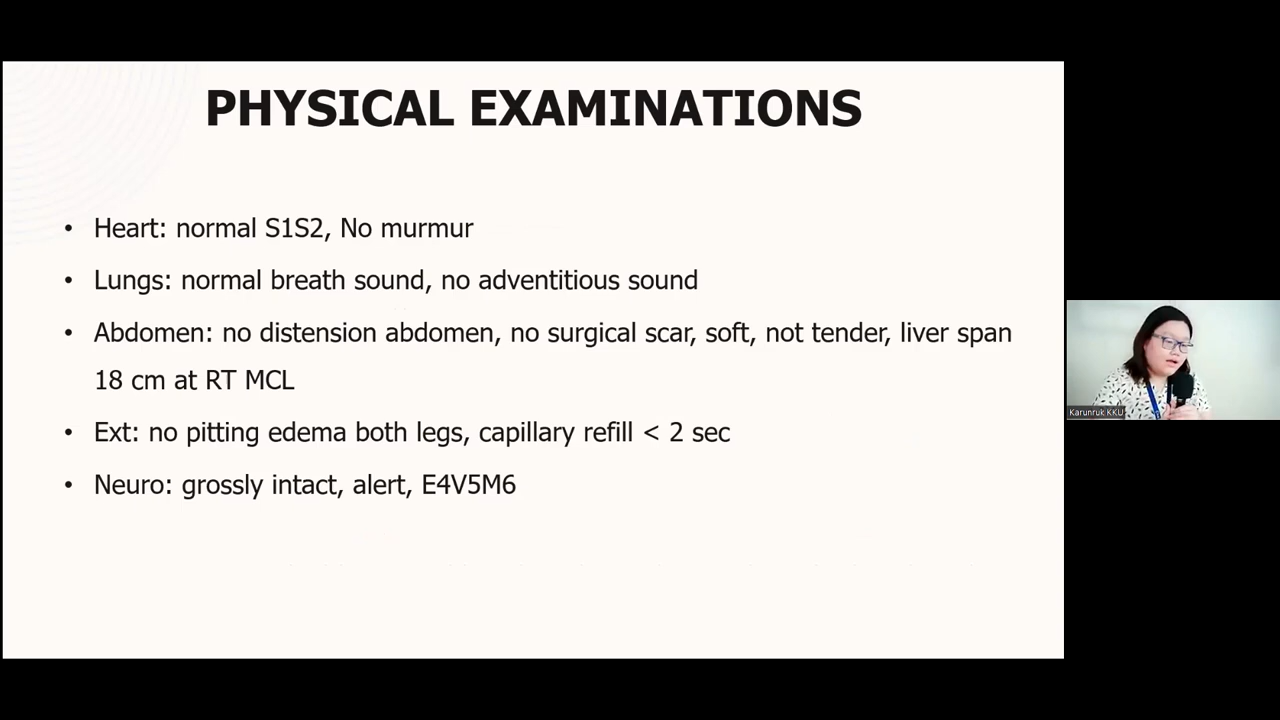 PHYSICAL EXAMINATIONS
• Heart: normal S1S2, No murmur
• Lungs: normal breath sound, no adventitious sound
• Abdomen: no distension abdomen, no surgical scar, soft, not tender, liver span
18 cm at RT MCL
• Ext: no pitting edema both legs, capillary refill < 2 sec
• Neuro: grossly intact, alert, E4V5M6
Karunruk KKU